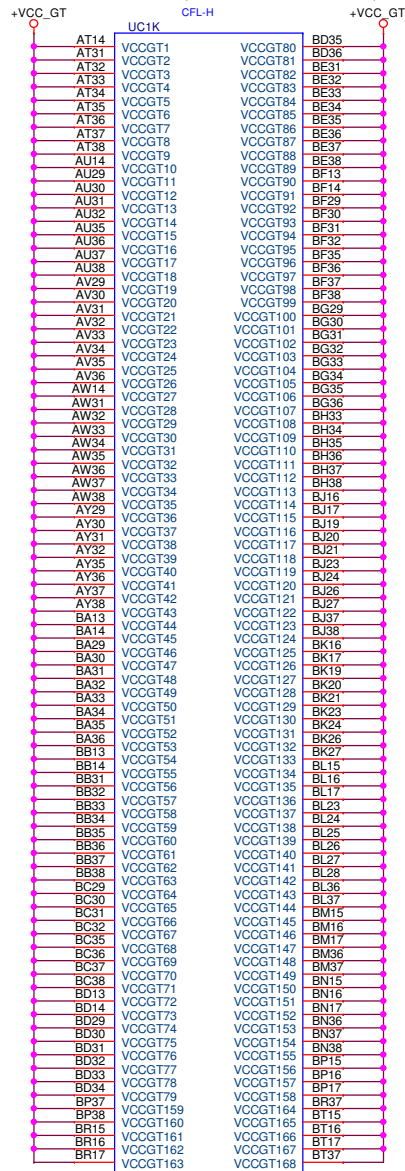 +VCC_GT CFL-H +VCC_GT
UC1K
AT14 VCCGT1 VCCGT80 BD35
AT31 VCCGT2 VCCGT81 BD36
AT32 VCCGT3 VCCGT82 BE31
AT33 VCCGT4 VCCGT83 BE32
AT34 VCCGT5 VCCGT84 BE33
AT35 VCCGT6 VCCGT85 BE34
AT36 VCCGT7 VCCGT86 BE35
AT37 VCCGT8 VCCGT87 BE36
AT38 VCCGT9 VCCGT88 BE37
AU14 VCCGT10 VCCGT89 BE38
AU29 VCCGT11 VCCGT90 BF13
AU30 VCCGT12 VCCGT91 BF14
AU31 VCCGT13 VCCGT92 BF29
AU32 VCCGT14 VCCGT93 BF30
AU35 VCCGT15 VCCGT94 BF31
AU36 VCCGT16 VCCGT95 BF32
AU37 VCCGT17 VCCGT96 BF35
AU38 VCCGT18 VCCGT97 BF36
AV29 VCCGT19 VCCGT98 BF37
AV30 VCCGT20 VCCGT99 BF38
AV31 VCCGT21 VCCGT100 BG29
AV32 VCCGT22 VCCGT101 BG30
AV33 VCCGT23 VCCGT102 BG31
AV34 VCCGT24 VCCGT103 BG32
AV35 VCCGT25 VCCGT104 BG33
AV36 VCCGT26 VCCGT105 BG34
AW14 VCCGT27 VCCGT106 BG35
AW31 VCCGT28 VCCGT107 BG36
AW32 VCCGT29 VCCGT108 BH33
AW33 VCCGT30 VCCGT109 BH34
AW34 VCCGT31 VCCGT110 BH35
AW35 VCCGT32 VCCGT111 BH36
AW36 VCCGT33 VCCGT112 BH37
AW37 VCCGT34 VCCGT113 BH38
AW38 VCCGT35 VCCGT114 BJ16
AY29 VCCGT36 VCCGT115 BJ17
AY30 VCCGT37 VCCGT116 BJ19
AY31 VCCGT38 VCCGT117 BJ20
AY32 VCCGT39 VCCGT118 BJ21
AY35 VCCGT40 VCCGT119 BJ23
AY36 VCCGT41 VCCGT120 BJ24
AY37 VCCGT42 VCCGT121 BJ26
AY38 VCCGT43 VCCGT122 BJ27
BA13 VCCGT44 VCCGT123 BJ37
BA14 VCCGT45 VCCGT124 BJ38
BA29 VCCGT46 VCCGT125 BK16
BA30 VCCGT47 VCCGT126 BK17
BA31 VCCGT48 VCCGT127 BK19
BA32 VCCGT49 VCCGT128 BK20
BA33 VCCGT50 VCCGT129 BK21
BA34 VCCGT51 VCCGT130 BK23
BA35 VCCGT52 VCCGT131 BK24
BA36 VCCGT53 VCCGT132 BK26
BB13 VCCGT54 VCCGT133 BK27
BB14 VCCGT55 VCCGT134 BL15
BB31 VCCGT56 VCCGT135 BL16
BB32 VCCGT57 VCCGT136 BL17
BB33 VCCGT58 VCCGT137 BL23
BB34 VCCGT59 VCCGT138 BL24
BB35 VCCGT60 VCCGT139 BL25
BB36 VCCGT61 VCCGT140 BL26
BB37 VCCGT62 VCCGT141 BL27
BB38 VCCGT63 VCCGT142 BL28
BC29 VCCGT64 VCCGT143 BL36
BC30 VCCGT65 VCCGT144 BL37
BC31 VCCGT66 VCCGT145 BM15
BC32 VCCGT67 VCCGT146 BM16
BC35 VCCGT68 VCCGT147 BM17
BC36 VCCGT69 VCCGT148 BM36
BC37 VCCGT70 VCCGT149 BM37
BC38 VCCGT71 VCCGT150 BN15
BD13 VCCGT72 VCCGT151 BN16
BD14 VCCGT73 VCCGT152 BN17
BD29 VCCGT74 VCCGT153 BN36
BD30 VCCGT75 VCCGT154 BN37
BD31 VCCGT76 VCCGT155 BN38
BD32 VCCGT77 VCCGT156 BP15
BD33 VCCGT78 VCCGT157 BP16
BD34 VCCGT79 VCCGT158 BP17
BP37 VCCGT159 VCCGT164 BR37
BP38 VCCGT160 VCCGT165 BT15
BR15 VCCGT161 VCCGT166 BT16
BR16 VCCGT162 VCCGT167 BT17
BR17 VCCGT163 VCCGT168 BT37